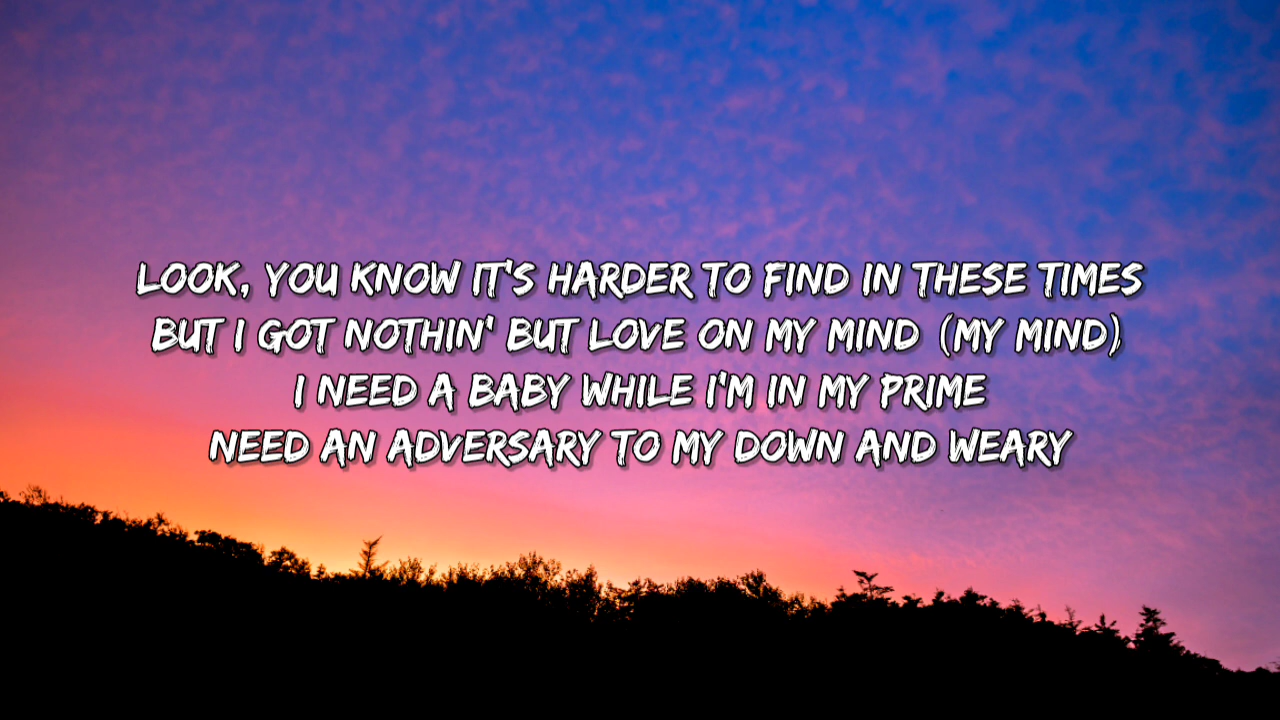 LOOK, YOU KNOW IT'S HARDER TO FIND IN THESE TIMES
BUT I GOT NOTHIN' BUT LOVE ON MY MIND (MY MIND)
I NEED A BABY WHILE I'M IN MY PRIME
NEED AN ADVERSARY TO MY DOWN AND WEARY